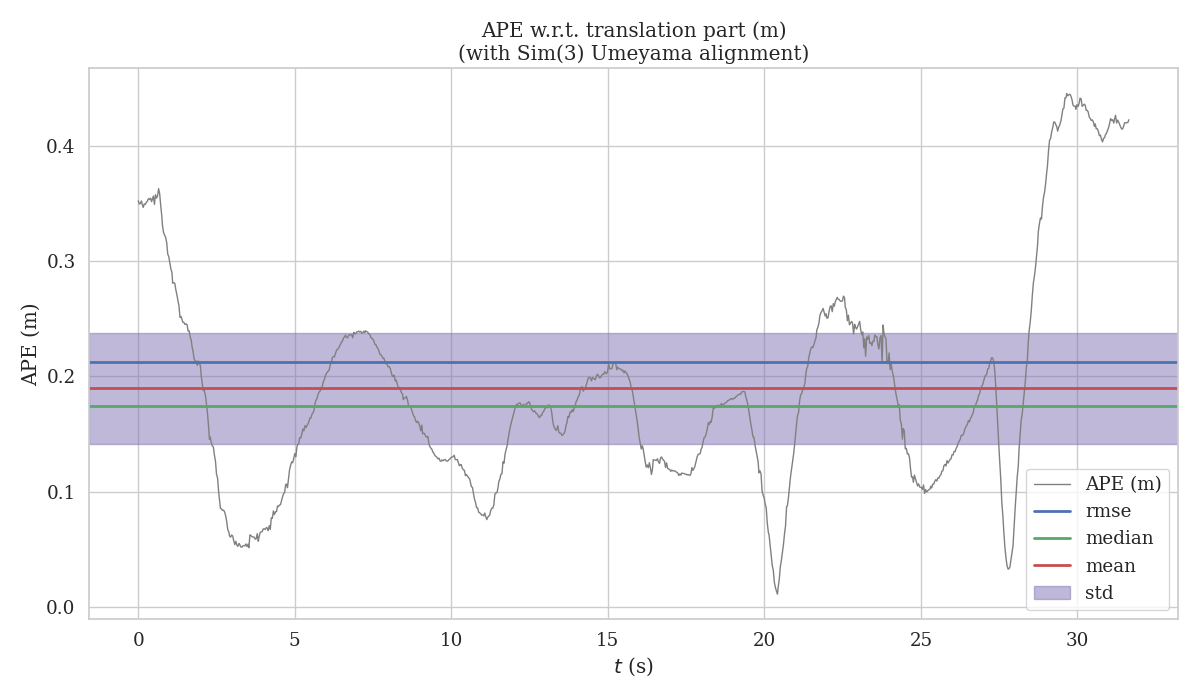 APE w.r.t. translation part (m)
(with Sim(3) Umeyama alignment)
APE (m)
0.4
0.3
0.2
0.1
0.0
0 5 10 15 20 25 30
t (s)
APE (m)
rmse
median
mean
std